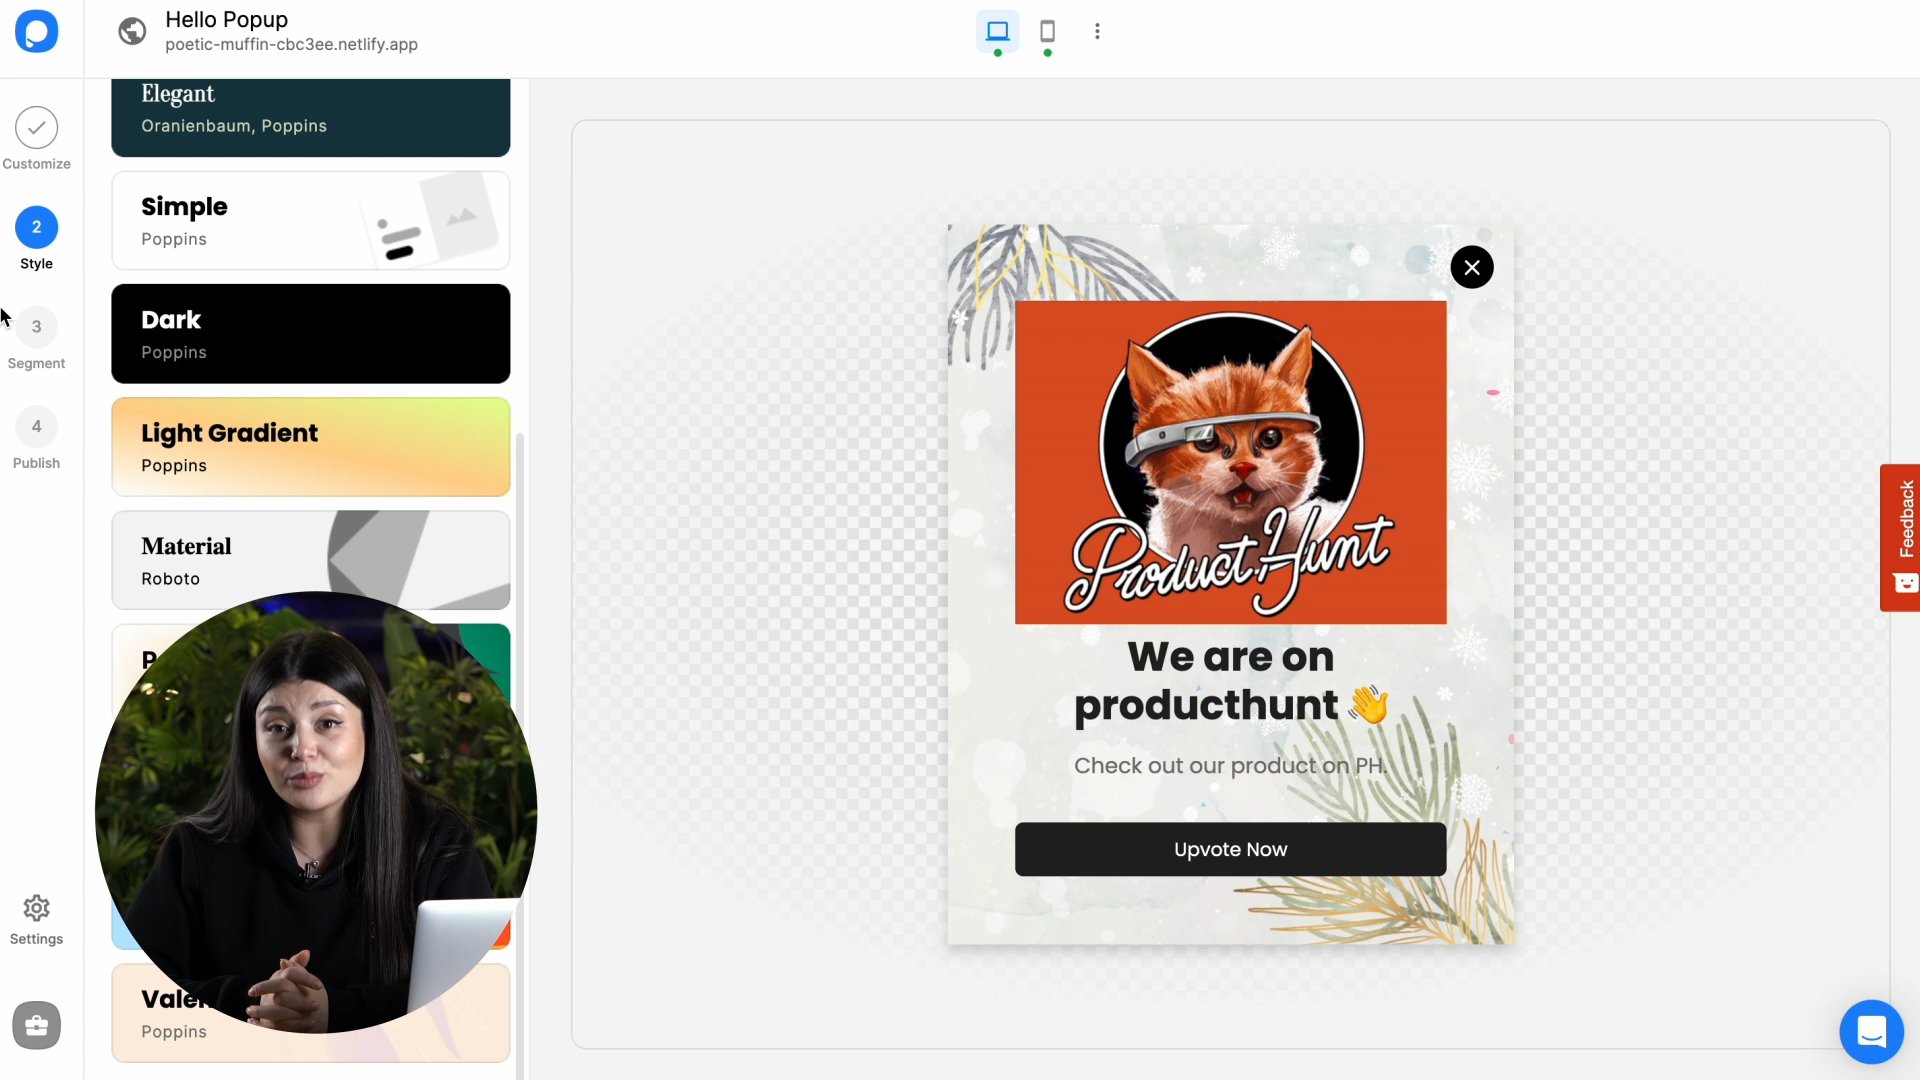 Hello Popup
poetic-muffin-cbc3ee.netlify.app
Customize
2
Style
3
Segment
4
Publish
Settings
Elegant
Oranienbaum, Poppins
Simple
Poppins
Dark
Poppins
Light Gradient
Poppins
Material
Roboto
Poppins
Product Hunt
We are on
producthunt 👋
Check out our product on PH.
Upvote Now
Feedback